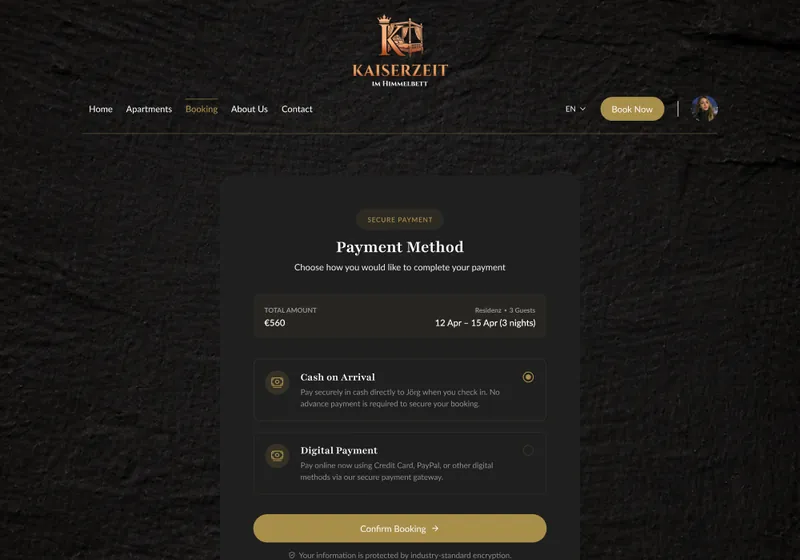 KAISERZEIT
IM HIMMELBETT
Home Apartments Booking About Us Contact EN Book Now
SECURE PAYMENT
Payment Method
Choose how you would like to complete your payment
TOTAL AMOUNT Residenz • 3 Guests
€560 12 Apr – 15 Apr (3 nights)
Cash on Arrival
Pay securely in cash directly to Jörg when you check in. No
advance payment is required to secure your booking.
Digital Payment
Pay online now using Credit Card, PayPal, or other digital
methods via our secure payment gateway.
Confirm Booking →
Your information is protected by industry-standard encryption.